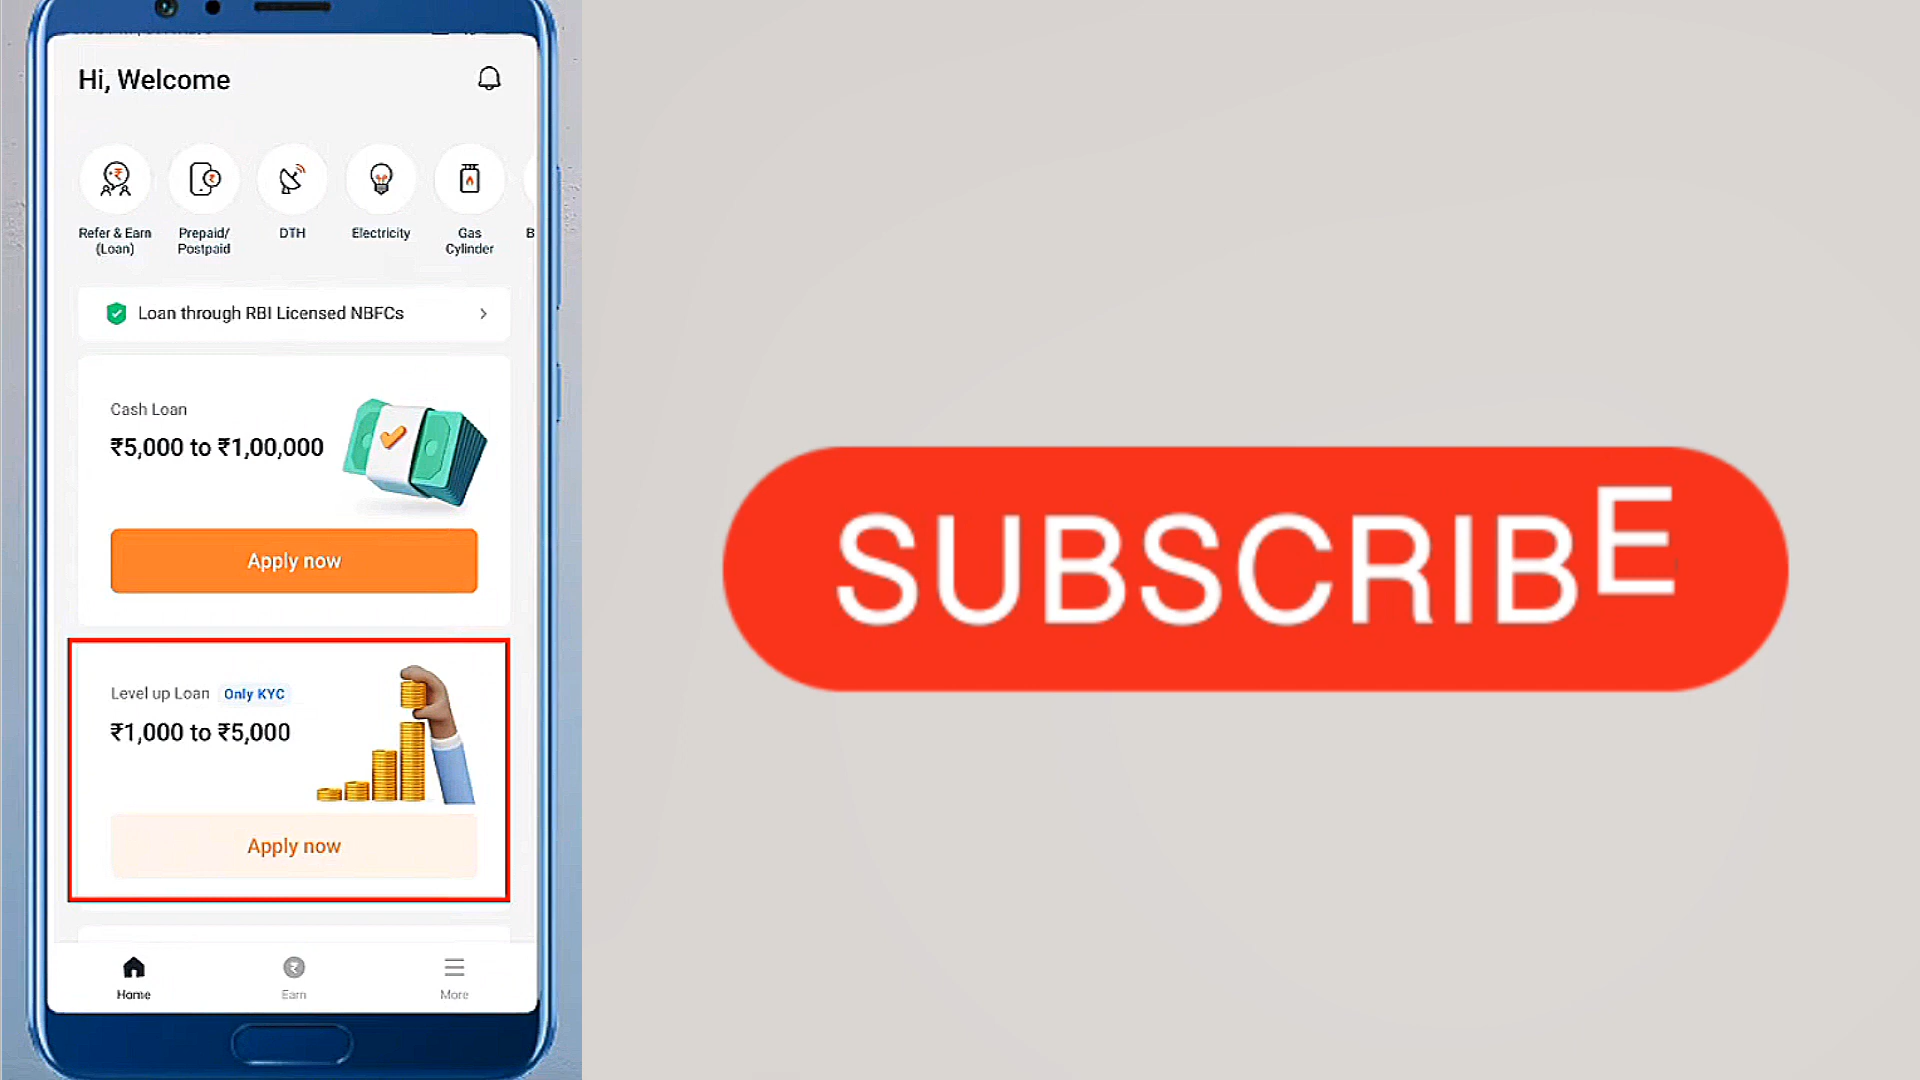 Hi, Welcome
Refer & Earn
(Loan)
Prepaid/
Postpaid
DTH
Electricity
Gas
Cylinder
B
Loan through RBI Licensed NBFCs
Cash Loan
₹5,000 to ₹1,00,000
Apply now
Level up Loan Only KYC
₹1,000 to ₹5,000
Apply now
Home
Earn
More
SUBSCRIBE